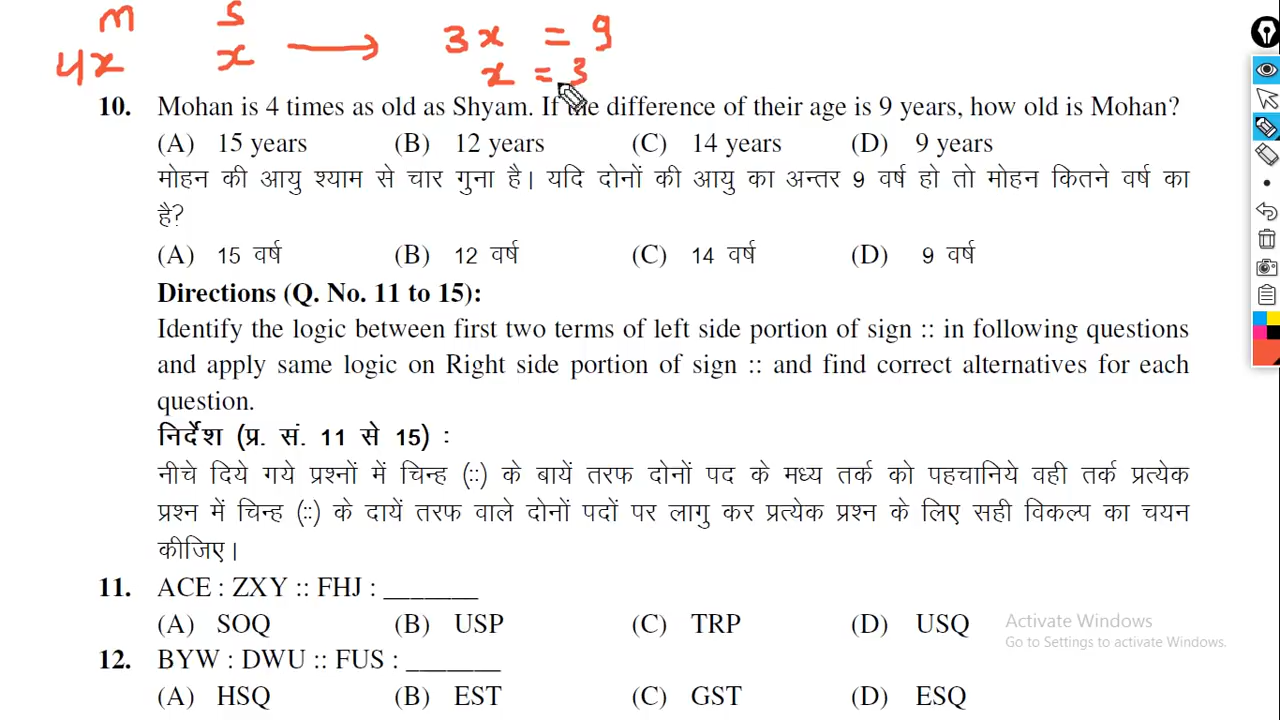 m s
4x x → 3x = 9
x = 3
10. Mohan is 4 times as old as Shyam. If the difference of their age is 9 years, how old is Mohan?
(A) 15 years (B) 12 years (C) 14 years (D) 9 years
मोहन की आयु श्याम से चार गुना है। यदि दोनों की आयु का अन्तर 9 वर्ष हो तो मोहन कितने वर्ष का
है?
(A) 15 वर्ष (B) 12 वर्ष (C) 14 वर्ष (D) 9 वर्ष
Directions (Q. No. 11 to 15):
Identify the logic between first two terms of left side portion of sign :: in following questions
and apply same logic on Right side portion of sign :: and find correct alternatives for each
question.
निर्देश (प्र. सं. 11 से 15) :
नीचे दिये गये प्रश्नों में चिन्ह (::) के बायें तरफ दोनों पद के मध्य तर्क को पहचानिये वही तर्क प्रत्येक
प्रश्न में चिन्ह (::) के दायें तरफ वाले दोनों पदों पर लागु कर प्रत्येक प्रश्न के लिए सही विकल्प का चयन
कीजिए।
11. ACE : ZXY :: FHJ : _______
(A) SOQ (B) USP (C) TRP (D) USQ
12. BYW : DWU :: FUS : _______
(A) HSQ (B) EST (C) GST (D) ESQ
Activate Windows
Go to Settings to activate Windows.